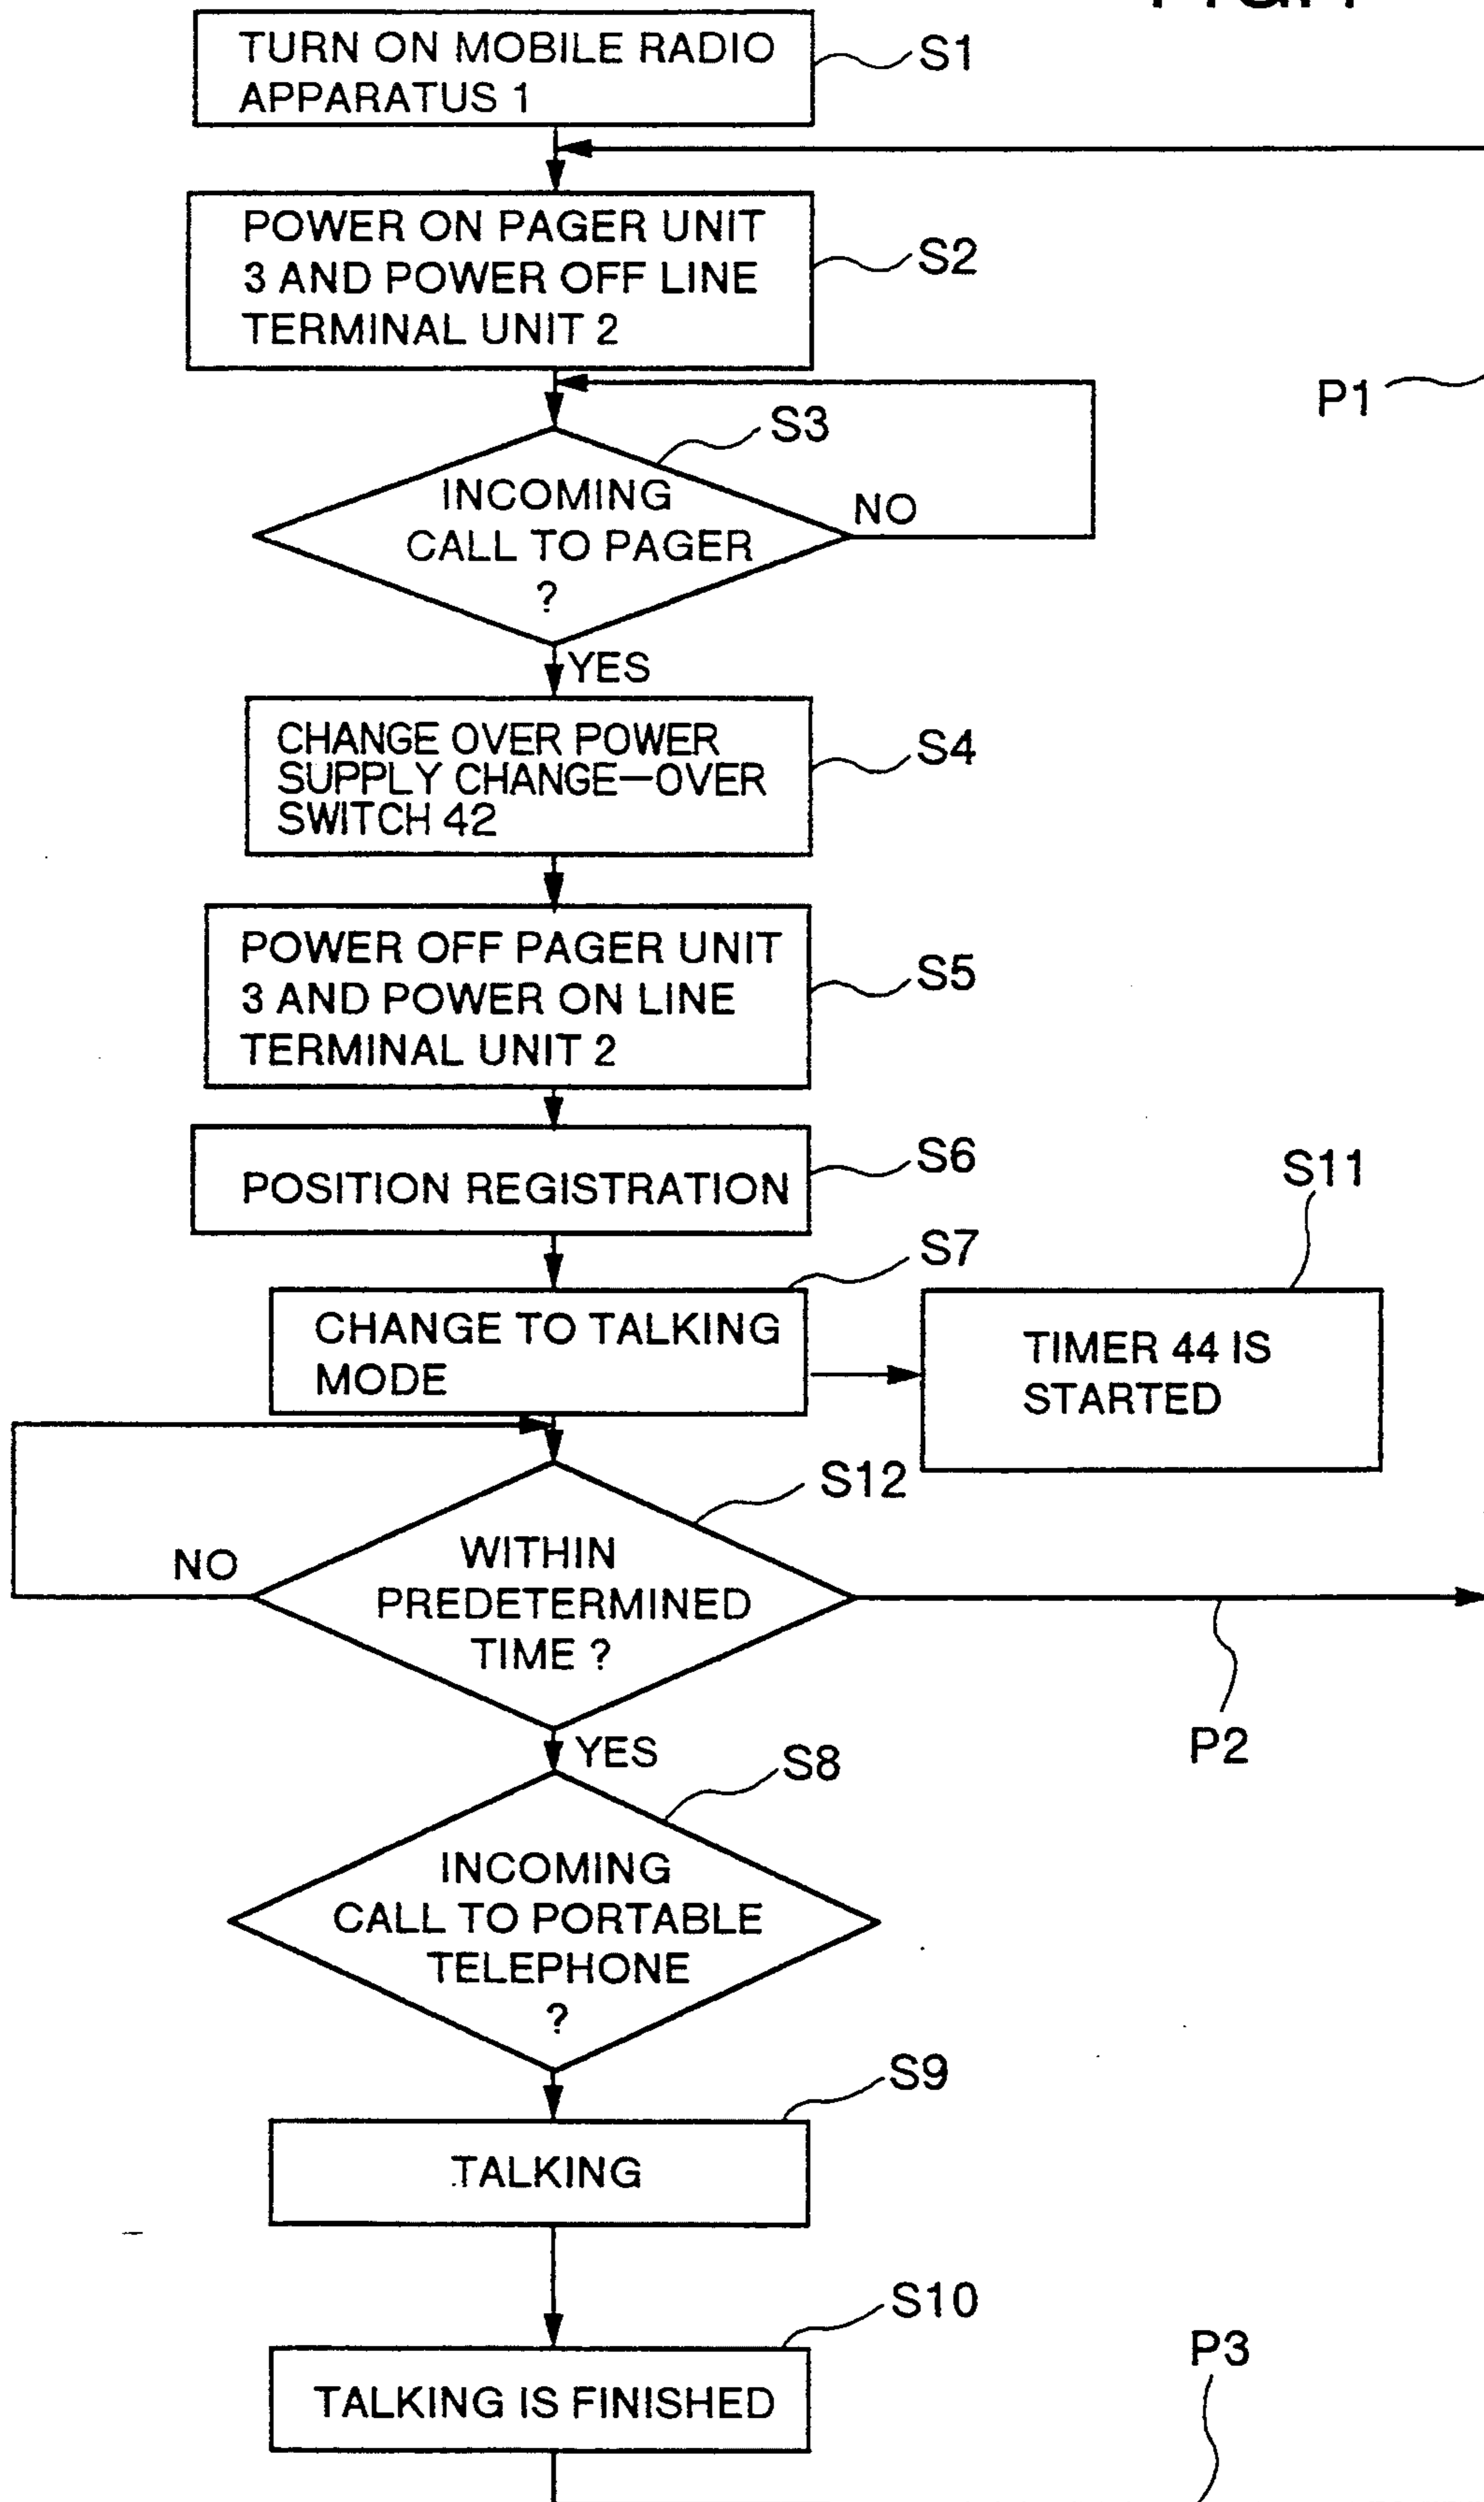 TURN ON MOBILE RADIO
APPARATUS 1
S1
POWER ON PAGER UNIT
3 AND POWER OFF LINE
TERMINAL UNIT 2
S2
P1
S3
INCOMING
CALL TO PAGER
?
NO
YES
CHANGE OVER POWER
SUPPLY CHANGE-OVER
SWITCH 42
S4
POWER OFF PAGER UNIT
3 AND POWER ON LINE
TERMINAL UNIT 2
S5
POSITION REGISTRATION
S6
S7
CHANGE TO TALKING
MODE
S11
TIMER 44 IS
STARTED
S12
NO
WITHIN
PREDETERMINED
TIME ?
P2
YES
S8
INCOMING
CALL TO PORTABLE
TELEPHONE
?
S9
TALKING
S10
TALKING IS FINISHED
P3